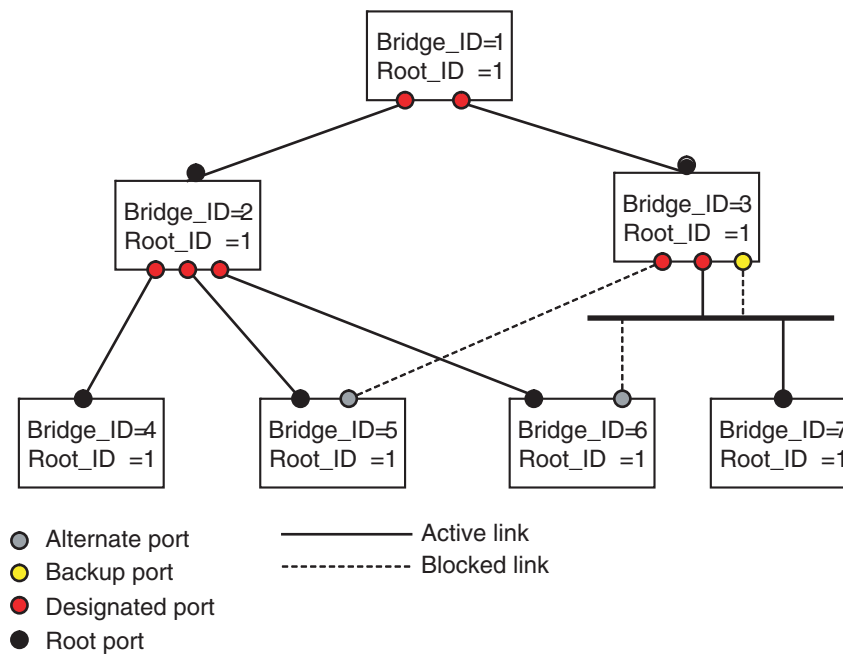 Bridge_ID=1
Root_ID =1
Bridge_ID=2
Root_ID =1
Bridge_ID=3
Root_ID =1
Bridge_ID=4
Root_ID =1
Bridge_ID=5
Root_ID =1
Bridge_ID=6
Root_ID =1
Bridge_ID=7
Root_ID =1
Alternate port
Backup port
Designated port
Root port
Active link
Blocked link